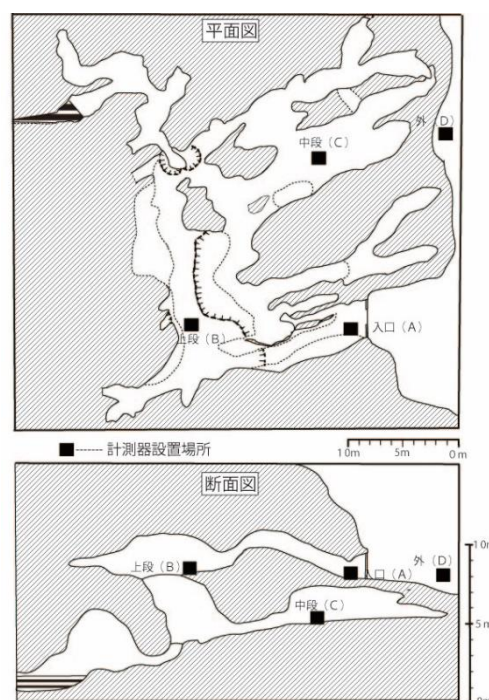 平面図
外（D）
中段（C）
上段（B）
入口（A）
■------ 計測器設置場所
10m 5m 0m
断面図
10m
上段（B）
外（D）
入口（A）
中段（C）
5m
0m